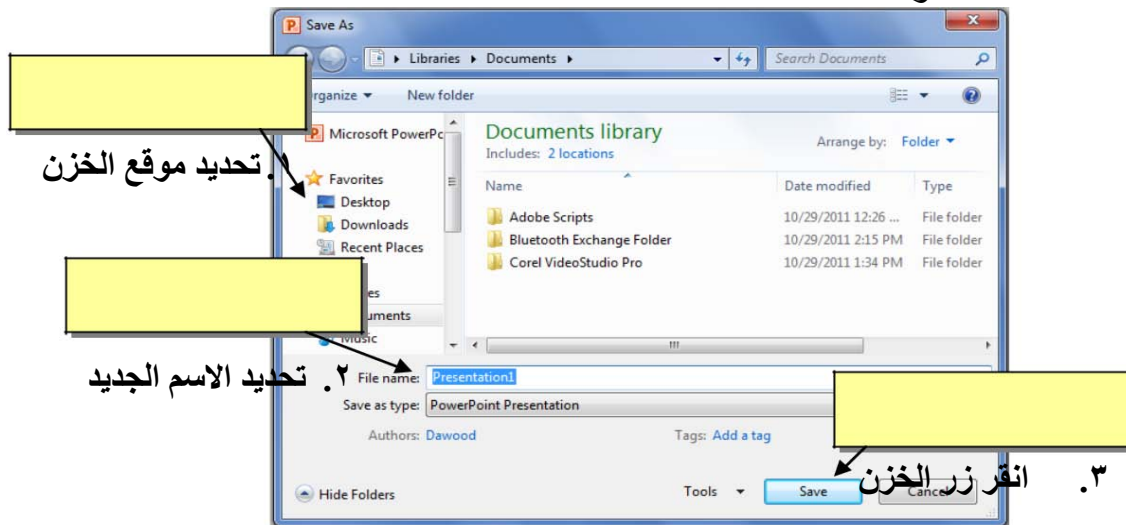 Save As
Libraries ▸ Documents ▸
Search Documents
New folder
Microsoft PowerPc
Documents library
Includes: 2 locations
Arrange by: Folder
١. تحديد موقع الخزن
Favorites
Name Date modified Type
Desktop
Adobe Scripts 10/29/2011 12:26 ... File folder
Downloads
Bluetooth Exchange Folder 10/29/2011 2:15 PM File folder
Recent Places
Corel VideoStudio Pro 10/29/2011 1:34 PM File folder
Music
٢. تحديد الاسم الجديد
File name: Presentation1
Save as type: PowerPoint Presentation
Authors: Dawood Tags: Add a tag
٣. انقر زر الخزن
Hide Folders Tools Save Cancel